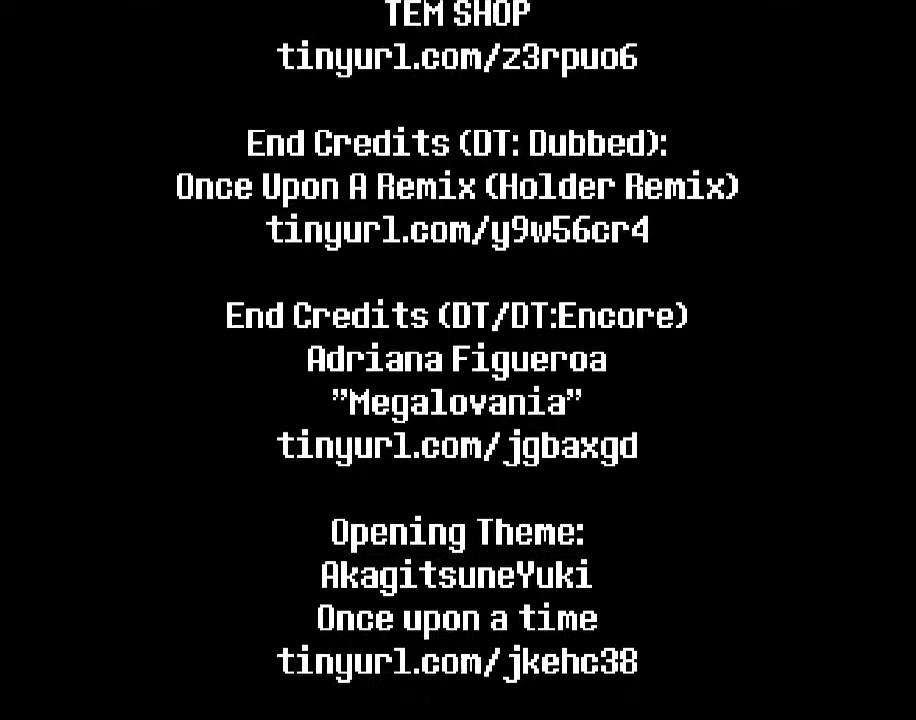 TEM SHOP
tinyurl.com/z3rpuo6
End Credits (DT: Dubbed):
Once Upon A Remix (Holder Remix)
tinyurl.com/y9w56cr4
End Credits (DT/DT:Encore)
Adriana Figueroa
"Megalovania"
tinyurl.com/jgbaxgd
Opening Theme:
AkagitsuneYuki
Once upon a time
tinyurl.com/jkehc38